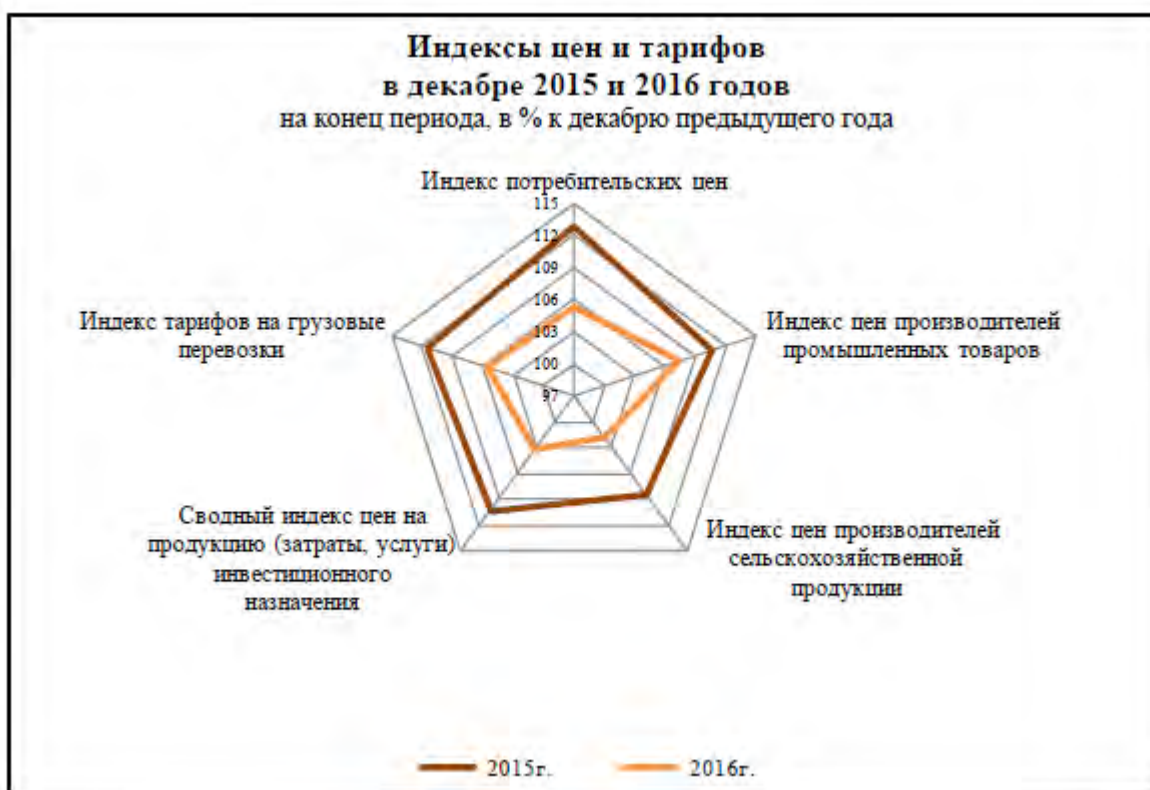 Индексы цен и тарифов
в декабре 2015 и 2016 годов
на конец периода, в % к декабрю предыдущего года
Индекс потребительских цен
115
112
109
106
103
100
97
Индекс тарифов на грузовые
перевозки
Индекс цен производителей
промышленных товаров
Сводный индекс цен на
продукцию (затраты, услуги)
инвестиционного
назначения
Индекс цен производителей
сельскохозяйственной
продукции
2015г.
2016г.